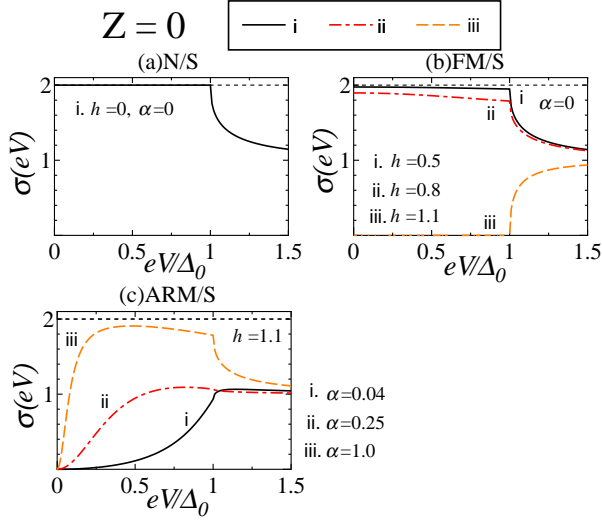 Z = 0
i ii iii
(a)N/S
2
1
σ(eV)
i. h=0, α=0
0 0.5 1 1.5
eV/Δ₀
(b)FM/S
2
1
σ(eV)
i
α=0
ii
i. h=0.5
ii. h=0.8
iii. h=1.1
iii
0 0.5 1 1.5
eV/Δ₀
(c)ARM/S
2
1
σ(eV)
iii
h=1.1
ii
i
0 0.5 1 1.5
eV/Δ₀
i. α=0.04
ii. α=0.25
iii. α=1.0